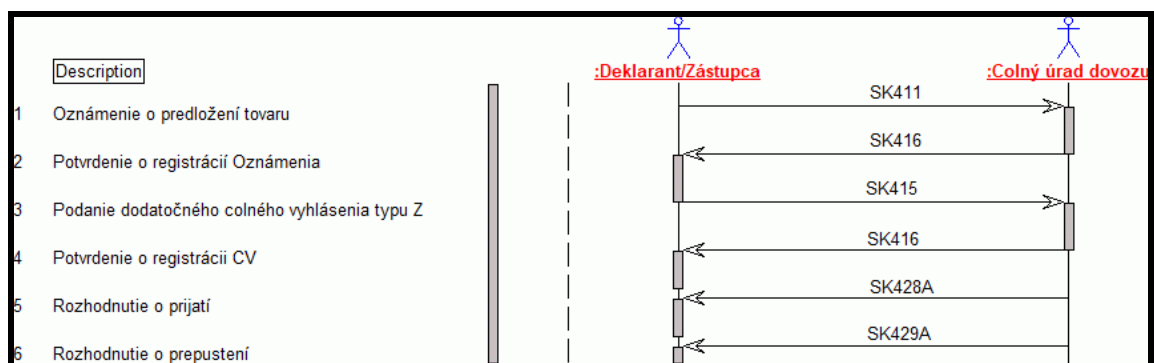 Description
:Deklarant/Zástupca
:Colný úrad dovozu
SK411
1 Oznámenie o predložení tovaru
SK416
2 Potvrdenie o registrácií Oznámenia
SK415
3 Podanie dodatočného colného vyhlásenia typu Z
SK416
4 Potvrdenie o registrácii CV
SK428A
5 Rozhodnutie o prijatí
SK429A
6 Rozhodnutie o prepustení